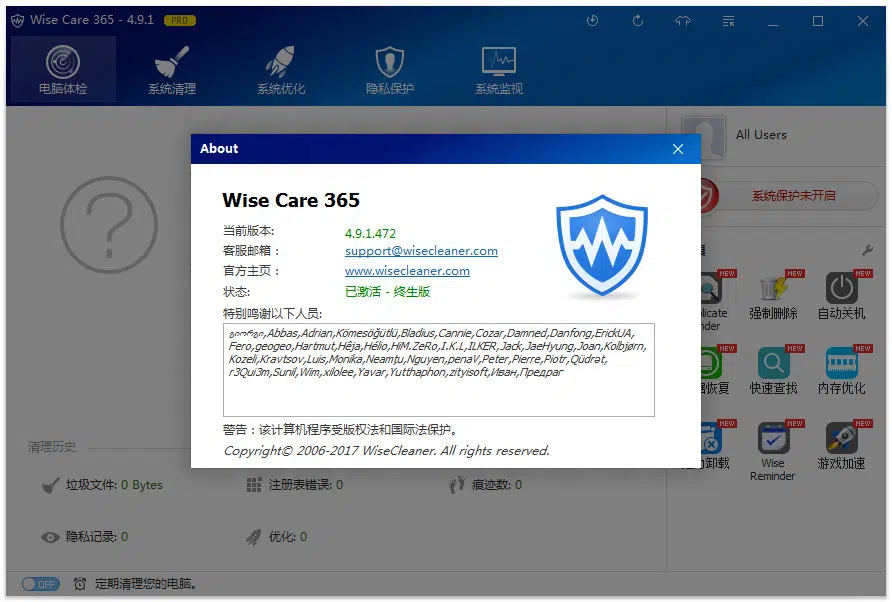 Wise Care 365 - 4.9.1 PRO
电脑体检 系统清理 系统优化 隐私保护 系统监视
All Users
系统保护未开启
About
Wise Care 365
当前版本: 4.9.1.472
客服邮箱： support@wisecleaner.com
官方主页： www.wisecleaner.com
状态: 已激活 - 终生版
特别鸣谢以下人员:
გიორგი,Abbas,Adrian,Kömesöğütlü,Bladius,Cannie,Cozar,Damned,Danfong,ErickUA,
Fero,geogeo,Hartmut,Hêja,Hélio,HiM.ZeRo,I.K.I,ILKER,Jack,JaeHyung,Joan,Kolbjørn,
Kozeli,Kravtsov,Luis,Monika,Neamțu,Nguyen,penaV,Peter,Pierre,Piotr,Qüdrət,
r3Qui3m,Sunil,Wim,xilolee,Yavar,Yutthaphon,zityisoft,Иван,Предраг
警告：该计算机程序受版权法和国际法保护。
Copyright© 2006-2017 WiseCleaner. All rights reserved.
NEW NEW NEW
强制删除 自动关机
NEW NEW NEW
快速查找 内存优化
NEW NEW NEW
卸载 Wise
Reminder
游戏加速
清理历史
垃圾文件: 0 Bytes 注册表错误: 0 痕迹数: 0
隐私记录: 0 优化: 0
OFF 定期清理您的电脑。